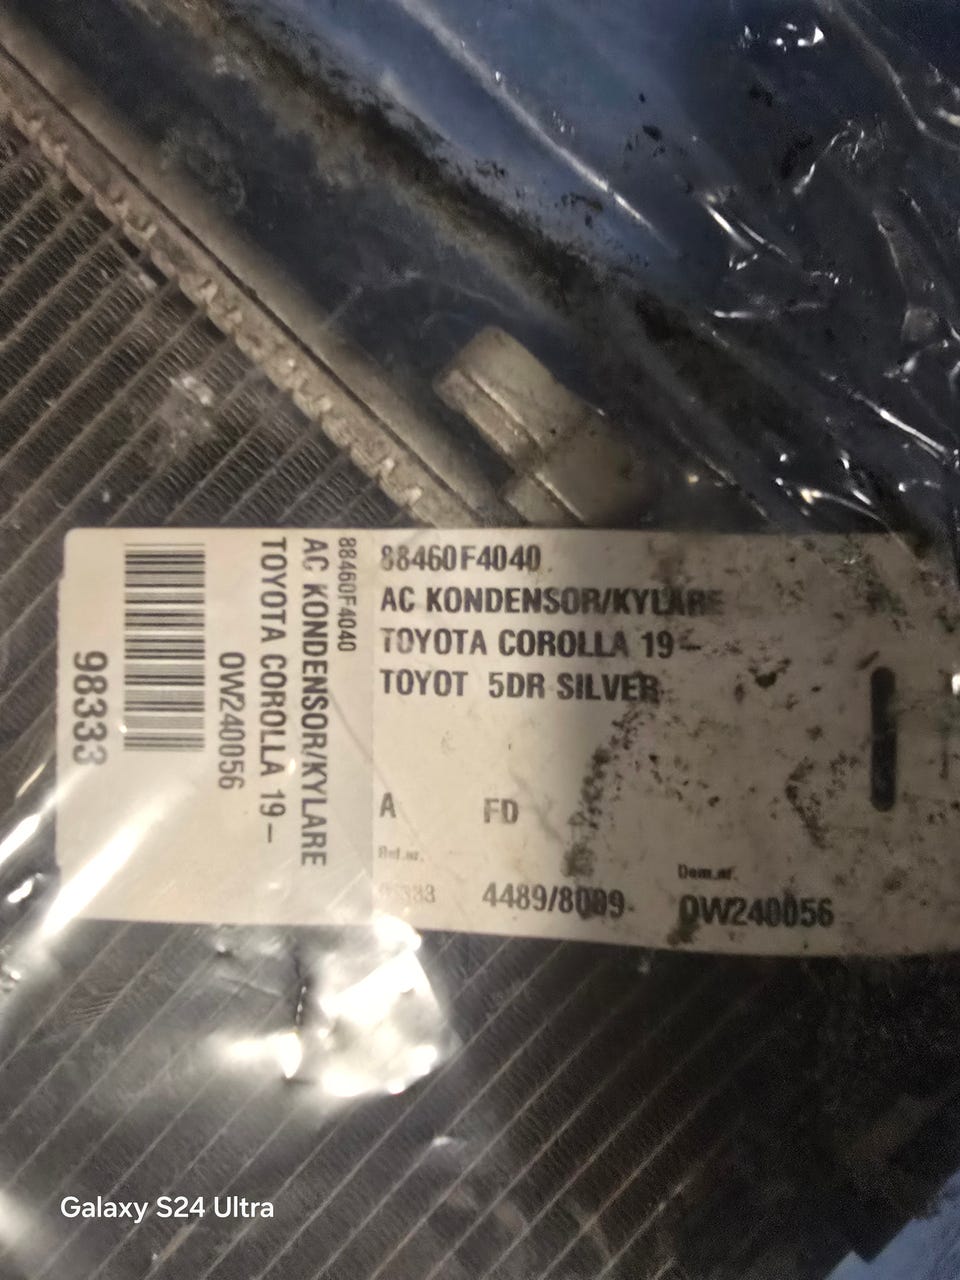 88460F4040
AC KONDENSOR/KYLARE
TOYOTA COROLLA 19-
TOYOT 5DR SILVER
A FD
Ref.nr.
Dem.nr.
98333 4489/8009- OW240056
88460F4040
AC KONDENSOR/KYLARE
TOYOTA COROLLA 19-
OW240056
98333
Galaxy S24 Ultra